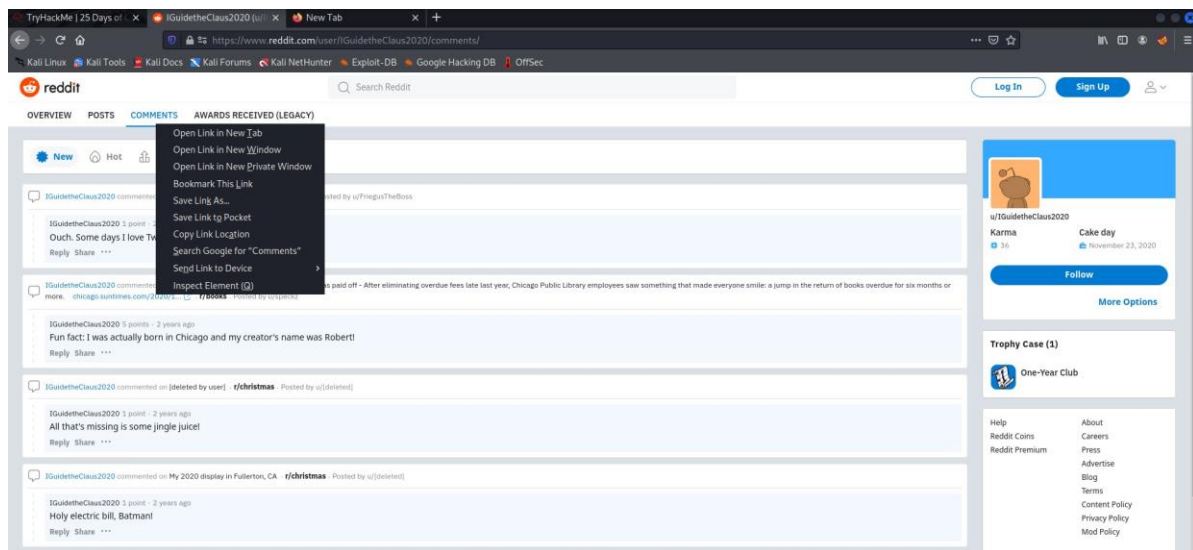 TryHackMe | 25 Days of
IGuidetheClaus2020 (u/I
New Tab
https://www.reddit.com/user/IGuidetheClaus2020/comments/
Kali Linux Kali Tools Kali Docs Kali Forums Kali NetHunter Exploit-DB Google Hacking DB OffSec
reddit
Search Reddit
Log In
Sign Up
OVERVIEW POSTS COMMENTS AWARDS RECEIVED (LEGACY)
New Hot
Open Link in New Tab
Open Link in New Window
Open Link in New Private Window
Bookmark This Link
Save Link As...
Save Link to Pocket
Copy Link Location
Search Google for "Comments"
Send Link to Device
Inspect Element (Q)
IGuidetheClaus2020 commented
Posted by u/FriegusTheBoss
IGuidetheClaus2020 1 point ·
Ouch. Some days I love Tw
Reply Share ···
IGuidetheClaus2020 commented
s paid off - After eliminating overdue fees late last year, Chicago Public Library employees saw something that made everyone smile: a jump in the return of books overdue for six months or
more. chicago.suntimes.com/2020/1... · r/books · Posted by u/speckz
IGuidetheClaus2020 5 points · 2 years ago
Fun fact: I was actually born in Chicago and my creator's name was Robert!
Reply Share ···
IGuidetheClaus2020 commented on [deleted by user] · r/christmas · Posted by u/[deleted]
IGuidetheClaus2020 1 point · 2 years ago
All that's missing is some jingle juice!
Reply Share ···
IGuidetheClaus2020 commented on My 2020 display in Fullerton, CA · r/christmas · Posted by u/[deleted]
IGuidetheClaus2020 1 point · 2 years ago
Holy electric bill, Batman!
Reply Share ···
u/IGuidetheClaus2020
Karma Cake day
36 November 23, 2020
Follow
More Options
Trophy Case (1)
One-Year Club
Help About
Reddit Coins Careers
Reddit Premium Press
Advertise
Blog
Terms
Content Policy
Privacy Policy
Mod Policy